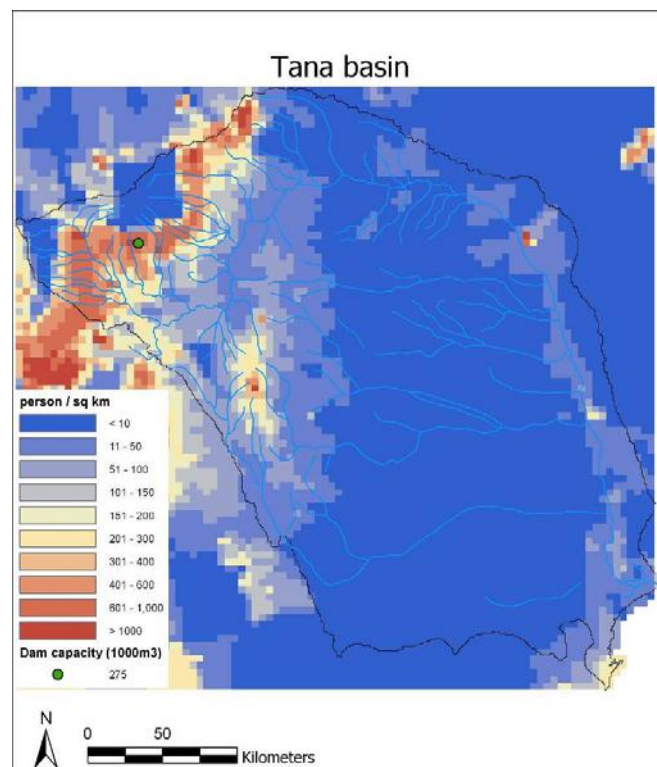 Tana basin
person / sq km
< 10
11 - 50
51 - 100
101 - 150
151 - 200
201 - 300
301 - 400
401 - 600
601 - 1,000
> 1000
Dam capacity (1000m3)
275
N
0 50
Kilometers